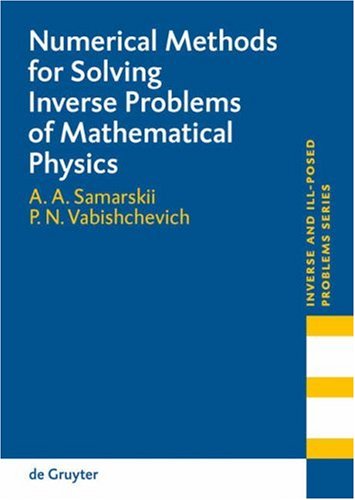 Numerical Methods
for Solving
Inverse Problems
of Mathematical
Physics
A. A. Samarskii
P. N. Vabishchevich
INVERSE AND ILL-POSED
PROBLEMS SERIES
de Gruyter